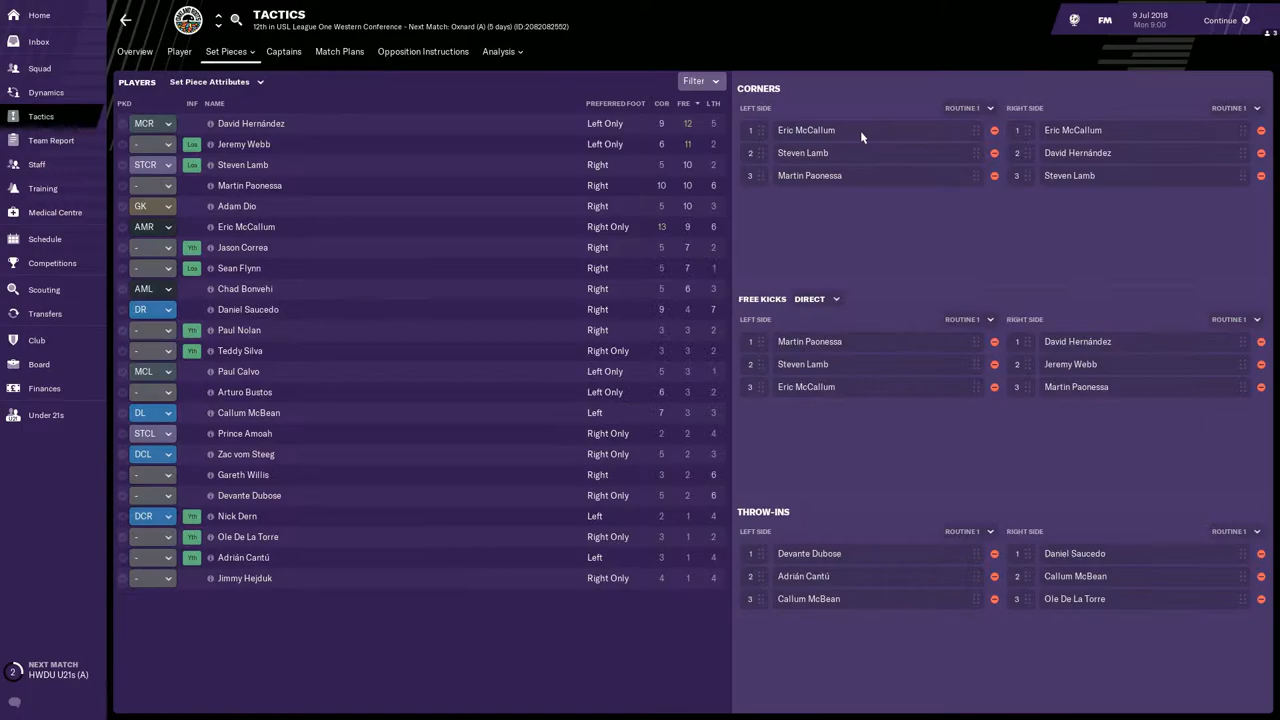 Home
Inbox
Squad
Dynamics
Tactics
Team Report
Staff
Training
Medical Centre
Schedule
Competitions
Scouting
Transfers
Club
Board
Finances
Under 21s
NEXT MATCH
2 HWDU U21s (A)
TACTICS
12th in USL League One Western Conference - Next Match: Oxnard (A) (5 days) (ID:2082082552)
FM
9 Jul 2018
Mon 9:00
Continue
3
Overview Player Set Pieces Captains Match Plans Opposition Instructions Analysis
PLAYERS Set Piece Attributes Filter
PKD INF NAME PREFERRED FOOT COR FRE LTH
MCR David Hernández Left Only 9 12 5
- Loa Jeremy Webb Left Only 6 11 2
STCR Loa Steven Lamb Right 5 10 2
- Martin Paonessa Right 10 10 6
GK Adam Dio Right 5 10 3
AMR Eric McCallum Right Only 13 9 6
- Yth Jason Correa Right 5 7 2
- Loa Sean Flynn Right 5 7 1
AML Chad Bonvehi Right 5 6 3
DR Daniel Saucedo Right 9 4 7
- Yth Paul Nolan Right 3 3 2
- Yth Teddy Silva Right Only 3 3 2
MCL Paul Calvo Right Only 5 3 1
- Arturo Bustos Left Only 6 3 2
DL Callum McBean Left 7 3 3
STCL Prince Amoah Right Only 2 2 4
DCL Zac vom Steeg Right Only 5 2 3
- Gareth Willis Right 3 2 6
- Devante Dubose Right Only 5 2 6
DCR Yth Nick Dern Left 2 1 4
- Yth Ole De La Torre Right Only 3 1 2
- Yth Adrián Cantú Left 3 1 4
- Jimmy Hejduk Right Only 4 1 4
CORNERS
LEFT SIDE ROUTINE 1 RIGHT SIDE ROUTINE 1
1 Eric McCallum 1 Eric McCallum
2 Steven Lamb 2 David Hernández
3 Martin Paonessa 3 Steven Lamb
FREE KICKS DIRECT
LEFT SIDE ROUTINE 1 RIGHT SIDE ROUTINE 1
1 Martin Paonessa 1 David Hernández
2 Steven Lamb 2 Jeremy Webb
3 Eric McCallum 3 Martin Paonessa
THROW-INS
LEFT SIDE ROUTINE 1 RIGHT SIDE ROUTINE 1
1 Devante Dubose 1 Daniel Saucedo
2 Adrián Cantú 2 Callum McBean
3 Callum McBean 3 Ole De La Torre